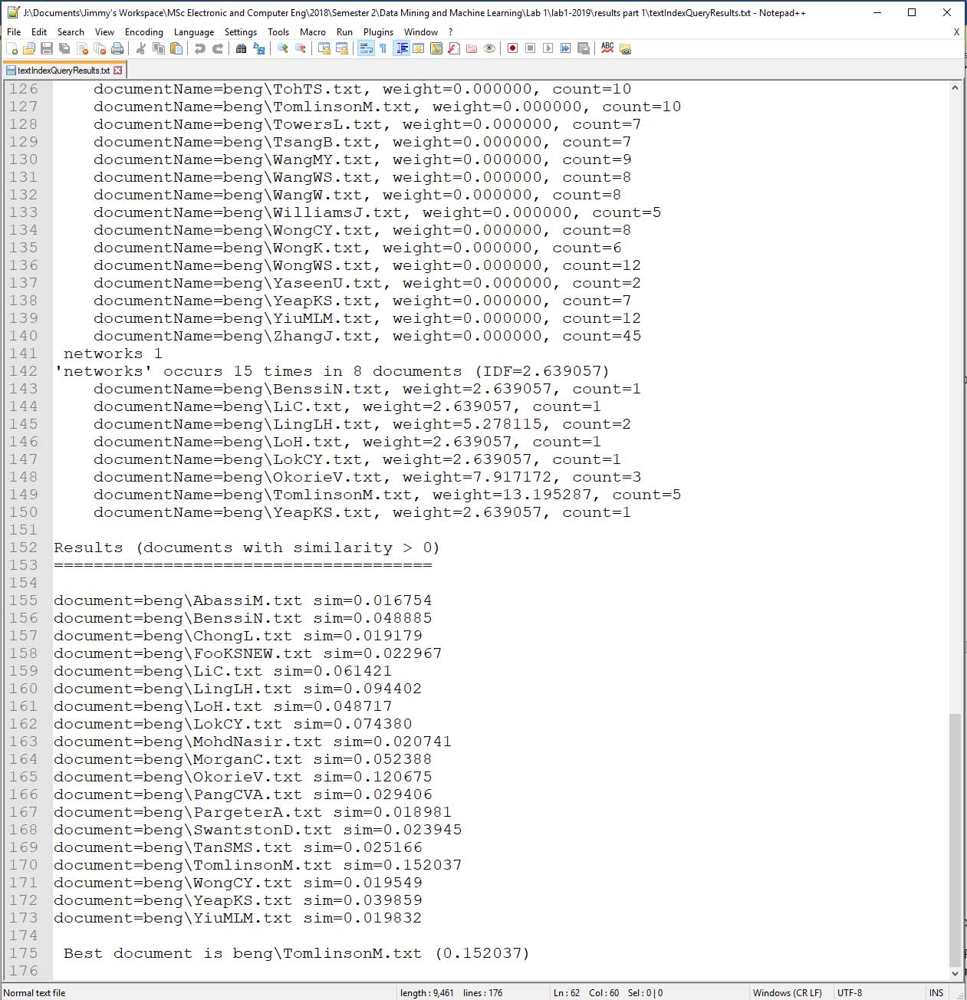 J:\Documents\Jimmy's Workspace\MSc Electronic and Computer Eng\2018\Semester 2\Data Mining and Machine Learning\Lab 1\lab1-2019\results part 1\textIndexQueryResults.txt - Notepad++
File Edit Search View Encoding Language Settings Tools Macro Run Plugins Window ? X
textIndexQueryResults.txt
126 documentName=beng\TohTS.txt, weight=0.000000, count=10
127 documentName=beng\TomlinsonM.txt, weight=0.000000, count=10
128 documentName=beng\TowersL.txt, weight=0.000000, count=7
129 documentName=beng\TsangB.txt, weight=0.000000, count=7
130 documentName=beng\WangMY.txt, weight=0.000000, count=9
131 documentName=beng\WangWS.txt, weight=0.000000, count=8
132 documentName=beng\WangW.txt, weight=0.000000, count=8
133 documentName=beng\WilliamsJ.txt, weight=0.000000, count=5
134 documentName=beng\WongCY.txt, weight=0.000000, count=8
135 documentName=beng\WongK.txt, weight=0.000000, count=6
136 documentName=beng\WongWS.txt, weight=0.000000, count=12
137 documentName=beng\YaseenU.txt, weight=0.000000, count=2
138 documentName=beng\YeapKS.txt, weight=0.000000, count=7
139 documentName=beng\YiuMLM.txt, weight=0.000000, count=12
140 documentName=beng\ZhangJ.txt, weight=0.000000, count=45
141 networks 1
142 'networks' occurs 15 times in 8 documents (IDF=2.639057)
143 documentName=beng\BenssiN.txt, weight=2.639057, count=1
144 documentName=beng\LiC.txt, weight=2.639057, count=1
145 documentName=beng\LingLH.txt, weight=5.278115, count=2
146 documentName=beng\LoH.txt, weight=2.639057, count=1
147 documentName=beng\LokCY.txt, weight=2.639057, count=1
148 documentName=beng\OkorieV.txt, weight=7.917172, count=3
149 documentName=beng\TomlinsonM.txt, weight=13.195287, count=5
150 documentName=beng\YeapKS.txt, weight=2.639057, count=1
151
152 Results (documents with similarity > 0)
153 ======================================
154
155 document=beng\AbassiM.txt sim=0.016754
156 document=beng\BenssiN.txt sim=0.048885
157 document=beng\ChongL.txt sim=0.019179
158 document=beng\FooKSNEW.txt sim=0.022967
159 document=beng\LiC.txt sim=0.061421
160 document=beng\LingLH.txt sim=0.094402
161 document=beng\LoH.txt sim=0.048717
162 document=beng\LokCY.txt sim=0.074380
163 document=beng\MohdNasir.txt sim=0.020741
164 document=beng\MorganC.txt sim=0.052388
165 document=beng\OkorieV.txt sim=0.120675
166 document=beng\PangCVA.txt sim=0.029406
167 document=beng\PargeterA.txt sim=0.018981
168 document=beng\SwantstonD.txt sim=0.023945
169 document=beng\TanSMS.txt sim=0.025166
170 document=beng\TomlinsonM.txt sim=0.152037
171 document=beng\WongCY.txt sim=0.019549
172 document=beng\YeapKS.txt sim=0.039859
173 document=beng\YiuMLM.txt sim=0.019832
174
175 Best document is beng\TomlinsonM.txt (0.152037)
176
Normal text file length : 9,461 lines : 176 Ln : 62 Col : 60 Sel : 0 | 0 Windows (CR LF) UTF-8 INS